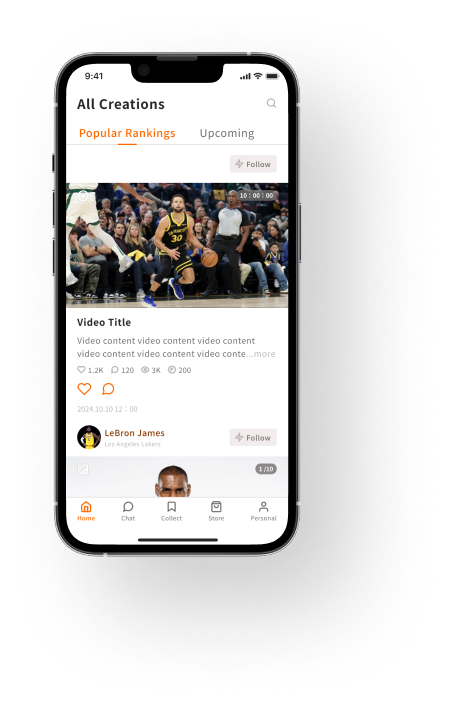 9:41
All Creations
Popular Rankings
Upcoming
Follow
10 : 00 : 00
30
Video Title
Video content video content video content
video content video content video conte...more
1.2K
120
3K
200
2024.10.10 12 : 00
LeBron James
Los Angeles Lakers
Follow
1 /10
Home
Chat
Collect
Store
Personal